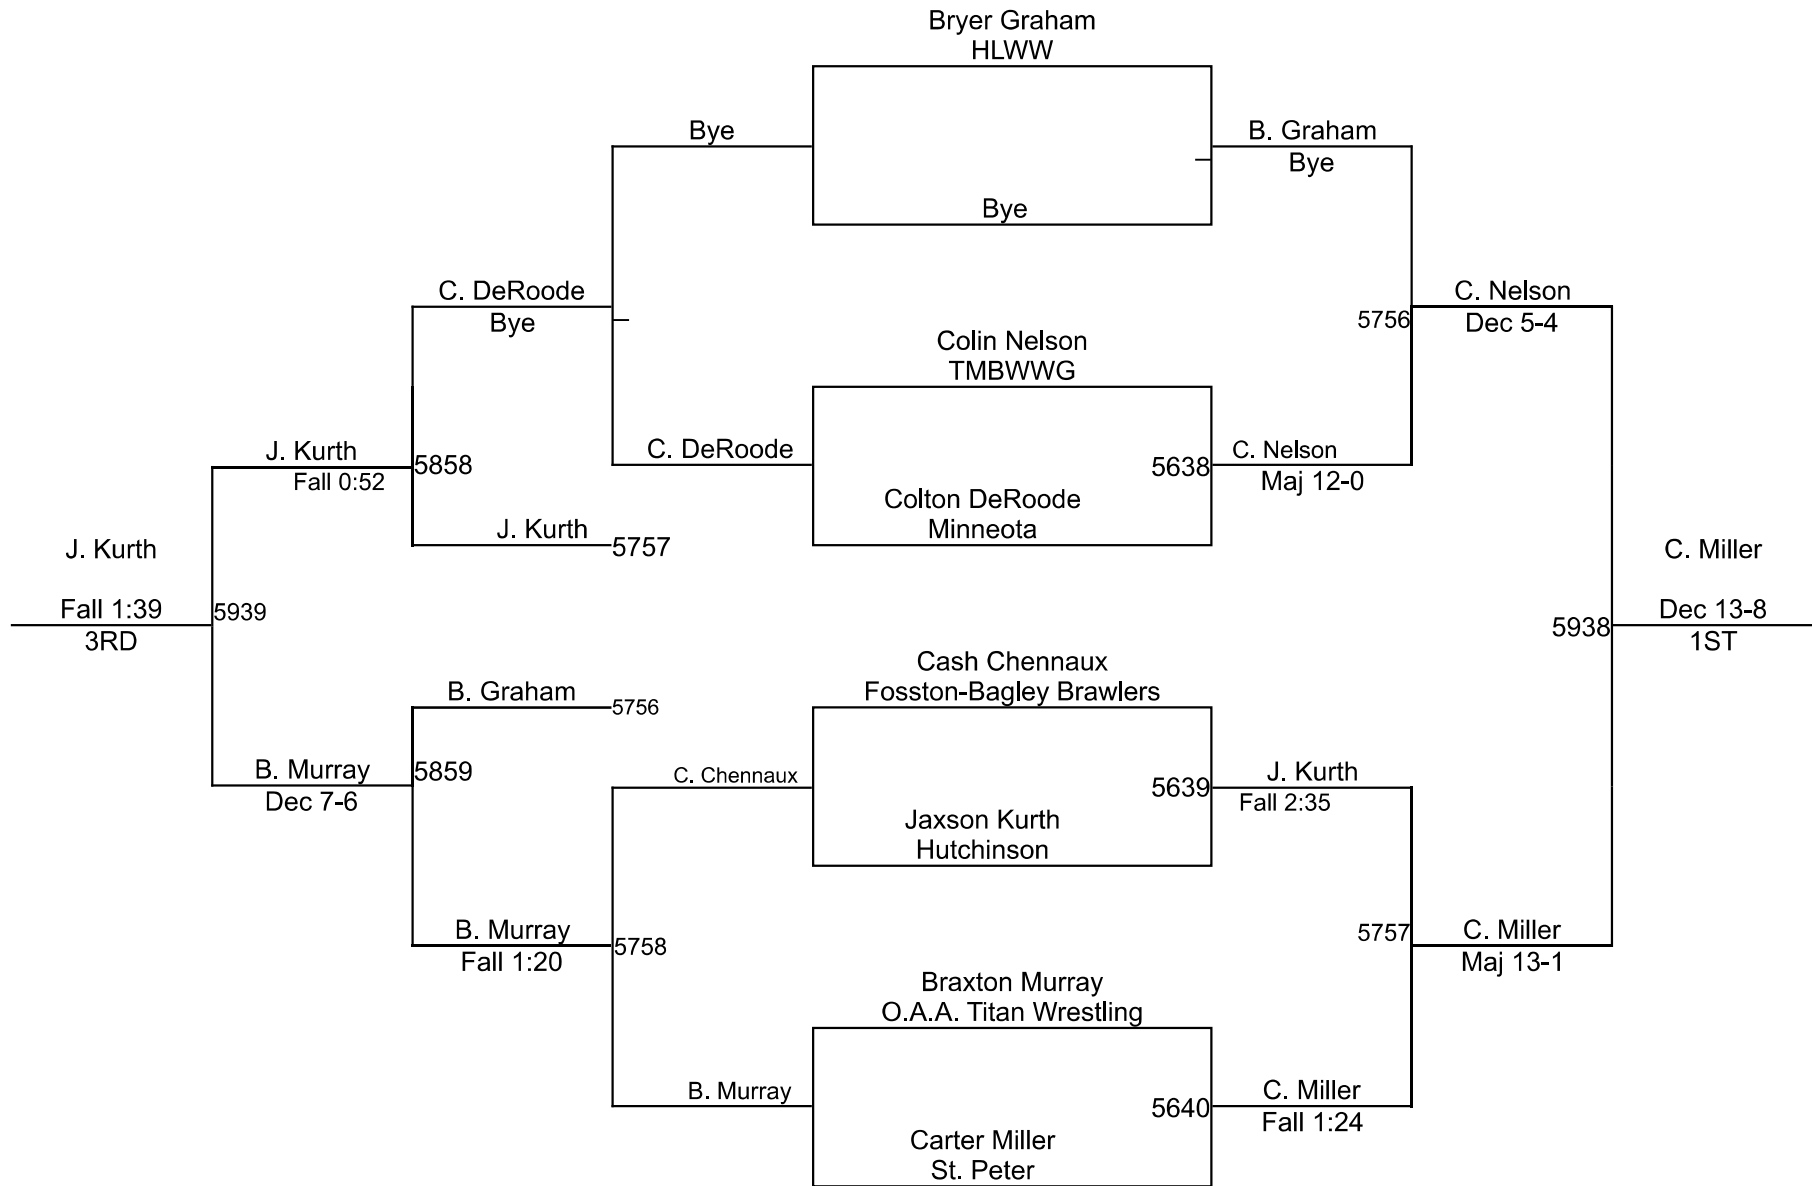 Bryer Graham
HLWW
Bye
B. Graham
Bye
Bye
C. DeRoode
Bye
C. Nelson
5756
Dec 5-4
Colin Nelson
TMBWWG
J. Kurth
5858
Fall 0:52
C. DeRoode
5638
C. Nelson
Maj 12-0
Colton DeRoode
Minneota
J. Kurth
5757
J. Kurth
Fall 1:39
5939
3RD
C. Miller
Dec 13-8
5938
1ST
Cash Chennaux
Fosston-Bagley Brawlers
B. Graham
5756
B. Murray
5859
Dec 7-6
C. Chennaux
5639
J. Kurth
Fall 2:35
Jaxson Kurth
Hutchinson
B. Murray
5758
Fall 1:20
5757
C. Miller
Maj 13-1
Braxton Murray
O.A.A. Titan Wrestling
B. Murray
5640
C. Miller
Fall 1:24
Carter Miller
St. Peter